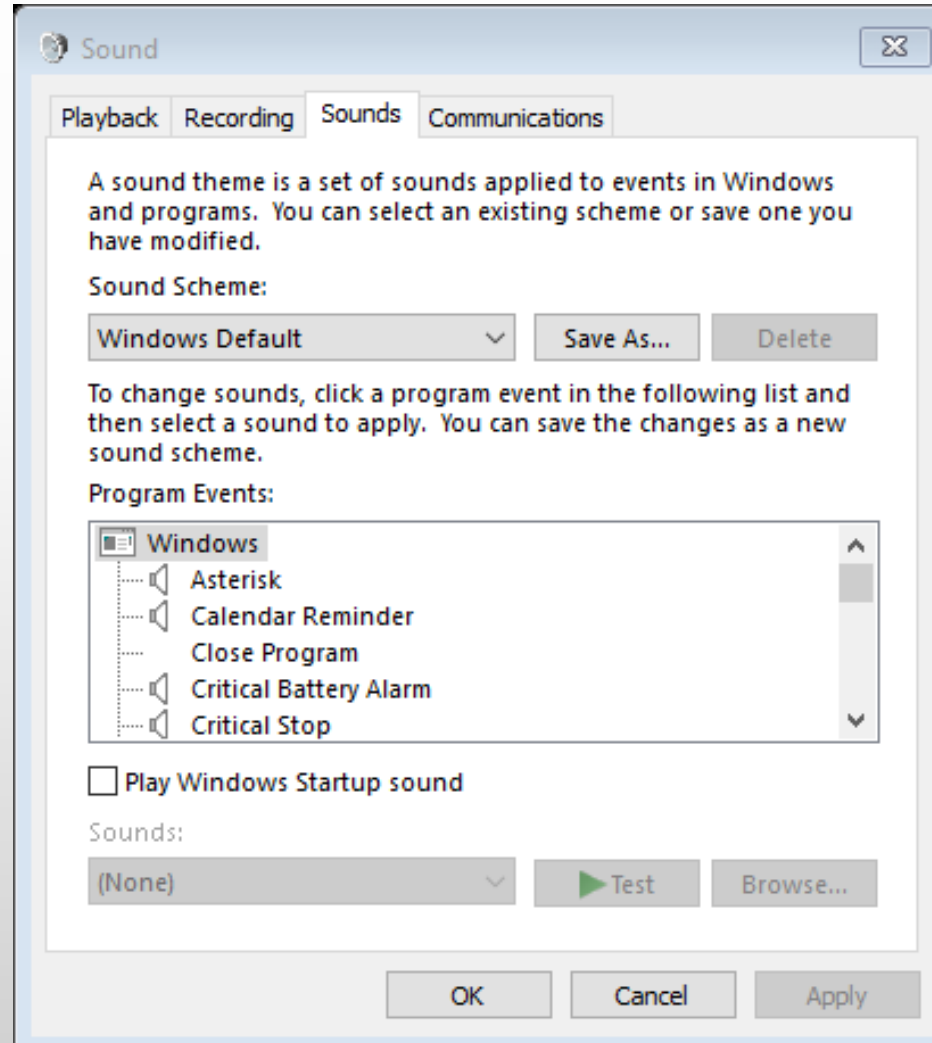 Sound
Playback Recording Sounds Communications
A sound theme is a set of sounds applied to events in Windows
and programs. You can select an existing scheme or save one you
have modified.
Sound Scheme:
Windows Default Save As... Delete
To change sounds, click a program event in the following list and
then select a sound to apply. You can save the changes as a new
sound scheme.
Program Events:
Windows
Asterisk
Calendar Reminder
Close Program
Critical Battery Alarm
Critical Stop
Play Windows Startup sound
Sounds:
(None) Test Browse...
OK Cancel Apply